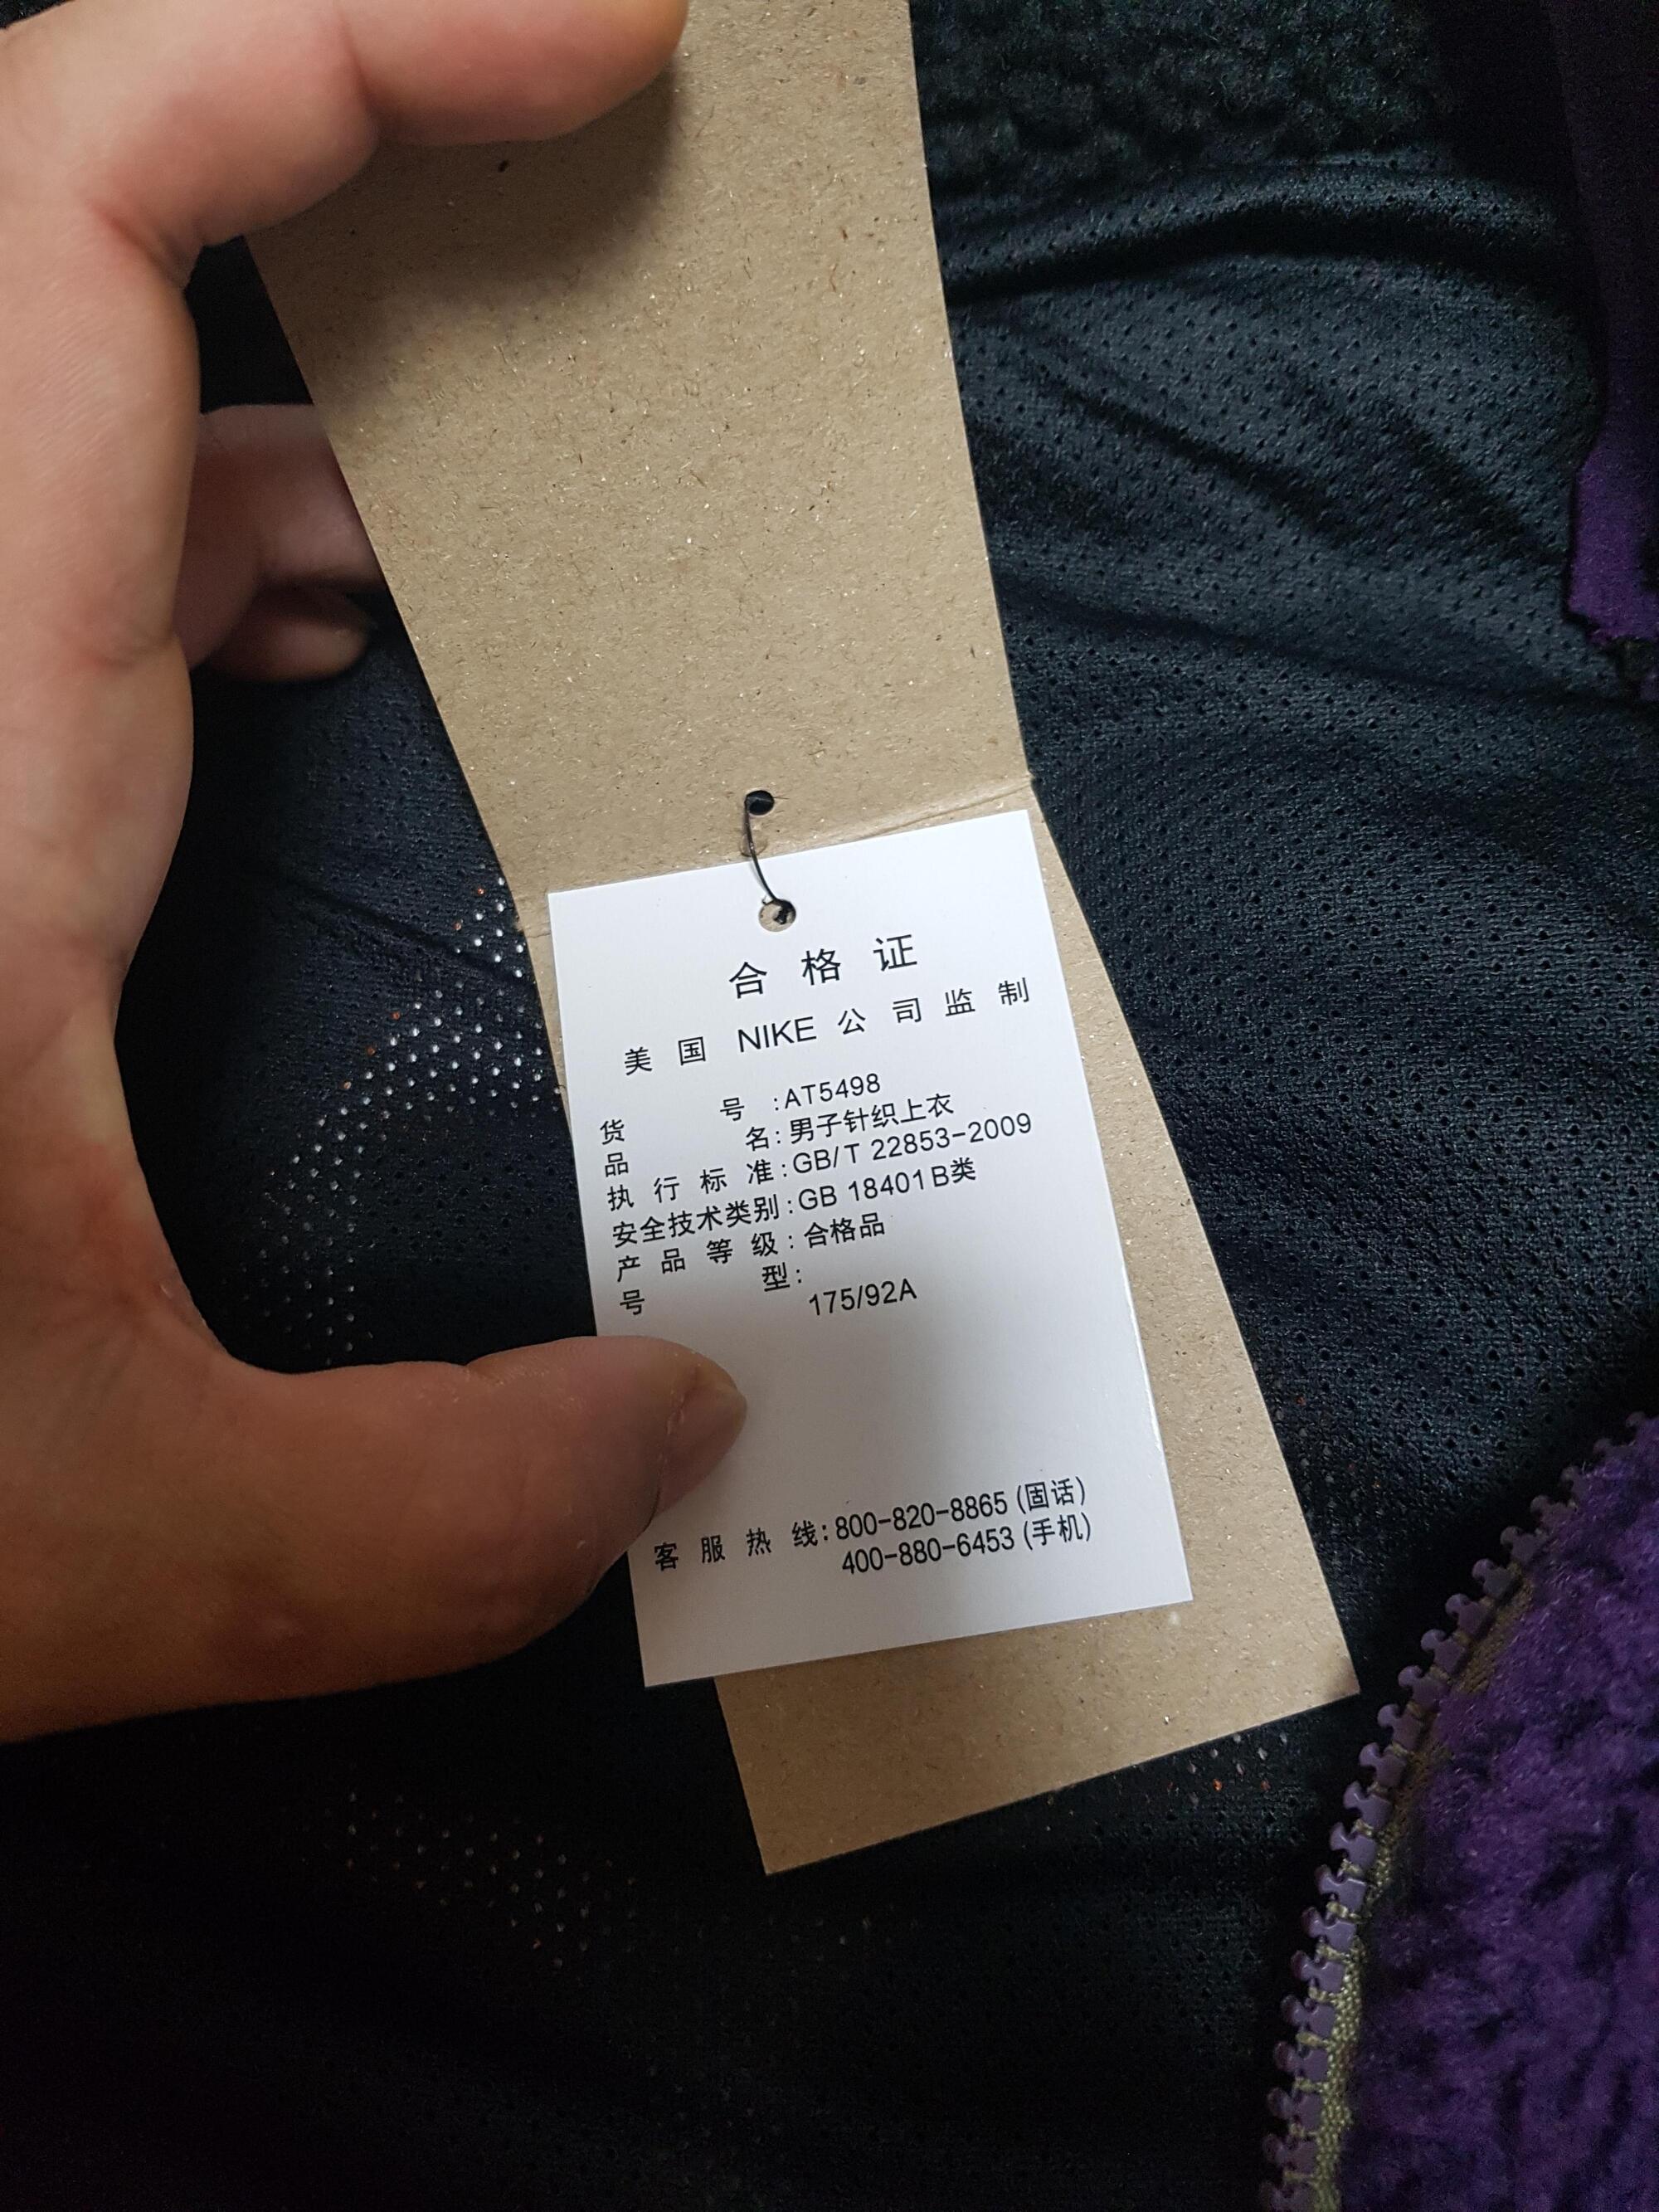 合格证
美国 NIKE 公司监制
货号:AT5498
品名:男子针织上衣
执行标准:GB/T 22853-2009
安全技术类别:GB 18401 B类
产品等级:合格品
号型:
175/92A
客服热线:800-820-8865 (固话)
400-880-6453 (手机)